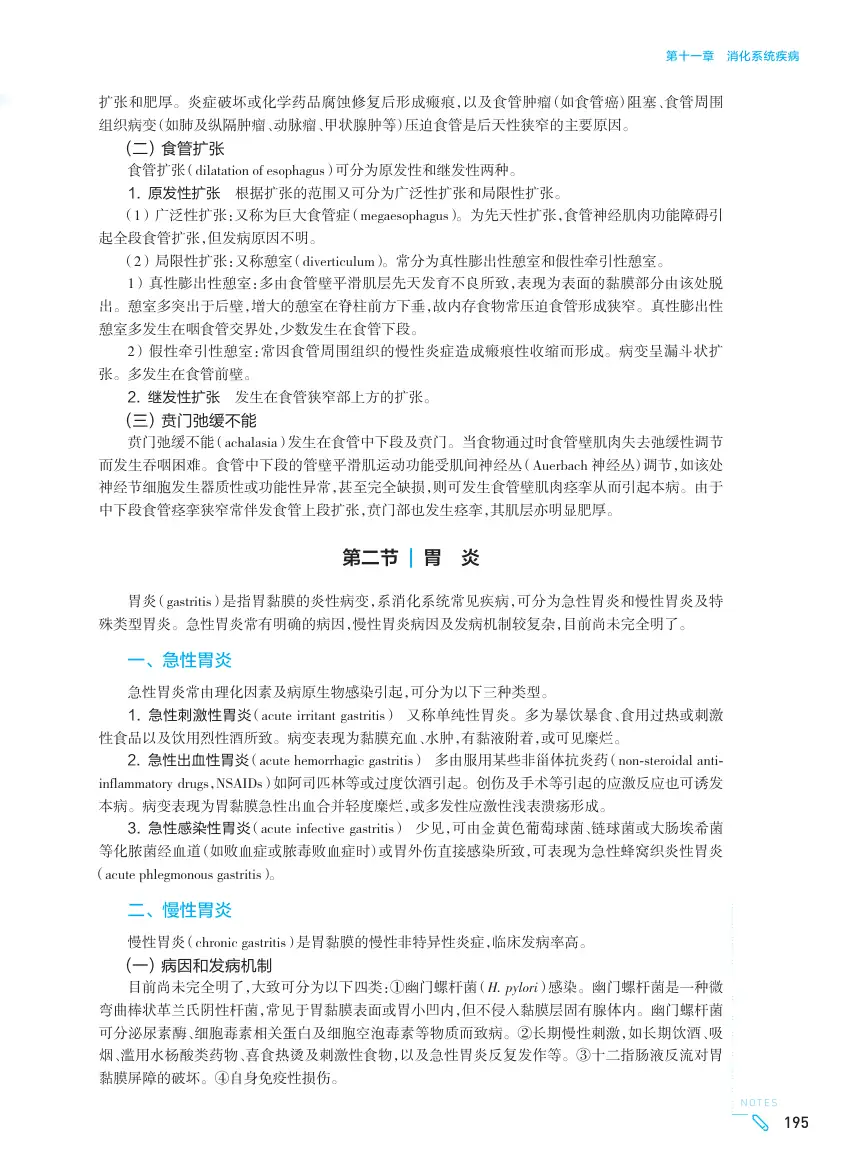 第十一章　消化系统疾病
扩张和肥厚。炎症破坏或化学药品腐蚀修复后形成瘢痕,以及食管肿瘤(如食管癌)阻塞、食管周围
组织病变(如肺及纵隔肿瘤、动脉瘤、甲状腺肿等)压迫食管是后天性狭窄的主要原因。
(二)食管扩张
食管扩张(dilatation of esophagus)可分为原发性和继发性两种。
1. 原发性扩张　根据扩张的范围又可分为广泛性扩张和局限性扩张。
(1)广泛性扩张:又称为巨大食管症(megaesophagus)。为先天性扩张,食管神经肌肉功能障碍引
起全段食管扩张,但发病原因不明。
(2)局限性扩张:又称憩室(diverticulum)。常分为真性膨出性憩室和假性牵引性憩室。
1)真性膨出性憩室:多由食管壁平滑肌层先天发育不良所致,表现为表面的黏膜部分由该处脱
出。憩室多突出于后壁,增大的憩室在脊柱前方下垂,故内存食物常压迫食管形成狭窄。真性膨出性
憩室多发生在咽食管交界处,少数发生在食管下段。
2)假性牵引性憩室:常因食管周围组织的慢性炎症造成瘢痕性收缩而形成。病变呈漏斗状扩
张。多发生在食管前壁。
2. 继发性扩张　发生在食管狭窄部上方的扩张。
(三)贲门弛缓不能
贲门弛缓不能(achalasia)发生在食管中下段及贲门。当食物通过时食管壁肌肉失去弛缓性调节
而发生吞咽困难。食管中下段的管壁平滑肌运动功能受肌间神经丛(Auerbach 神经丛)调节,如该处
神经节细胞发生器质性或功能性异常,甚至完全缺损,则可发生食管壁肌肉痉挛从而引起本病。由于
中下段食管痉挛狭窄常伴发食管上段扩张,贲门部也发生痉挛,其肌层亦明显肥厚。
第二节 | 胃　炎
胃炎(gastritis)是指胃黏膜的炎性病变,系消化系统常见疾病,可分为急性胃炎和慢性胃炎及特
殊类型胃炎。急性胃炎常有明确的病因,慢性胃炎病因及发病机制较复杂,目前尚未完全明了。
一、急性胃炎
急性胃炎常由理化因素及病原生物感染引起,可分为以下三种类型。
1. 急性刺激性胃炎(acute irritant gastritis)　又称单纯性胃炎。多为暴饮暴食、食用过热或刺激
性食品以及饮用烈性酒所致。病变表现为黏膜充血、水肿,有黏液附着,或可见糜烂。
2. 急性出血性胃炎(acute hemorrhagic gastritis)　多由服用某些非甾体抗炎药(non-steroidal anti-
inflammatory drugs,NSAIDs)如阿司匹林等或过度饮酒引起。创伤及手术等引起的应激反应也可诱发
本病。病变表现为胃黏膜急性出血合并轻度糜烂,或多发性应激性浅表溃疡形成。
3. 急性感染性胃炎(acute infective gastritis)　少见,可由金黄色葡萄球菌、链球菌或大肠埃希菌
等化脓菌经血道(如败血症或脓毒败血症时)或胃外伤直接感染所致,可表现为急性蜂窝织炎性胃炎
(acute phlegmonous gastritis)。
二、慢性胃炎
慢性胃炎(chronic gastritis)是胃黏膜的慢性非特异性炎症,临床发病率高。
(一)病因和发病机制
目前尚未完全明了,大致可分为以下四类:①幽门螺杆菌(H. pylori)感染。幽门螺杆菌是一种微
弯曲棒状革兰氏阴性杆菌,常见于胃黏膜表面或胃小凹内,但不侵入黏膜层固有腺体内。幽门螺杆菌
可分泌尿素酶、细胞毒素相关蛋白及细胞空泡毒素等物质而致病。②长期慢性刺激,如长期饮酒、吸
烟、滥用水杨酸类药物、喜食热烫及刺激性食物,以及急性胃炎反复发作等。③十二指肠液反流对胃
黏膜屏障的破坏。④自身免疫性损伤。
NOTES
195